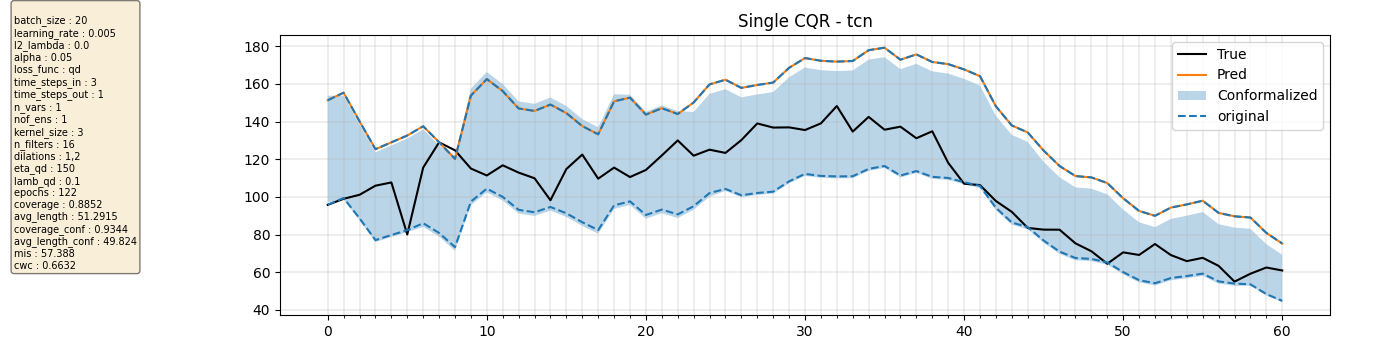 batch_size : 20
learning_rate : 0.005
l2_lambda : 0.0
alpha : 0.05
loss_func : qd
time_steps_in : 3
time_steps_out : 1
n_vars : 1
nof_ens : 1
kernel_size : 3
n_filters : 16
dilations : 1,2
eta_qd : 150
lamb_qd : 0.1
epochs : 122
coverage : 0.8852
avg_length : 51.2915
coverage_conf : 0.9344
avg_length_conf : 49.824
mis : 57.388
cwc : 0.6632
Single CQR - tcn
180
160
140
120
100
80
60
40
0 10 20 30 40 50 60
True
Pred
Conformalized
original